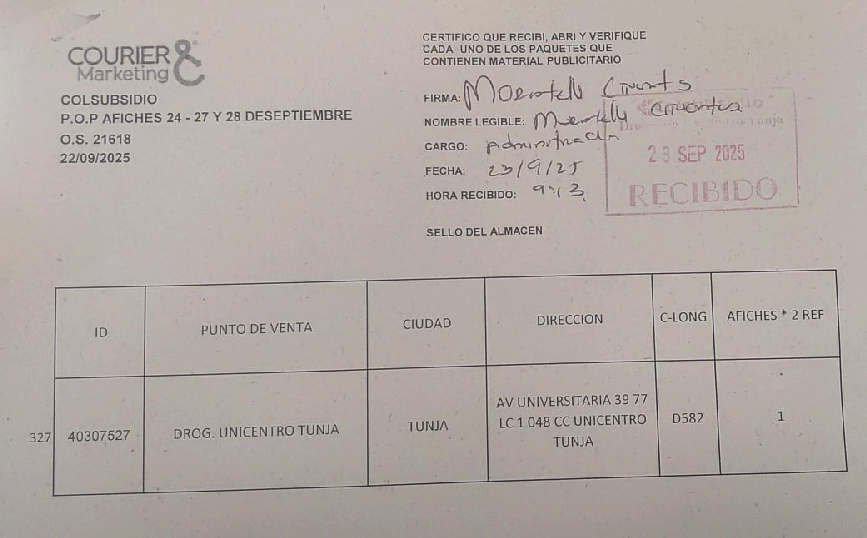 COURIER &
Marketing
COLSUBSIDIO
P.O.P AFICHES 24 - 27 Y 28 DESEPTIEMBRE
O.S. 21618
22/09/2025
CERTIFICO QUE RECIBI, ABRI Y VERIFIQUE
CADA UNO DE LOS PAQUETES QUE
CONTIENEN MATERIAL PUBLICITARIO
FIRMA:
NOMBRE LEGIBLE:
CARGO: Administración
FECHA: 23/9/25
HORA RECIBIDO:
23 SEP 2025
RECIBIDO
SELLO DEL ALMACEN
ID PUNTO DE VENTA CIUDAD DIRECCION C-LONG AFICHES * 2 REF
AV UNIVERSITARIA 39 77
327 40307627 DROG. UNICENTRO TUNJA TUNJA LC 1 048 CC UNICENTRO D582 1
TUNJA